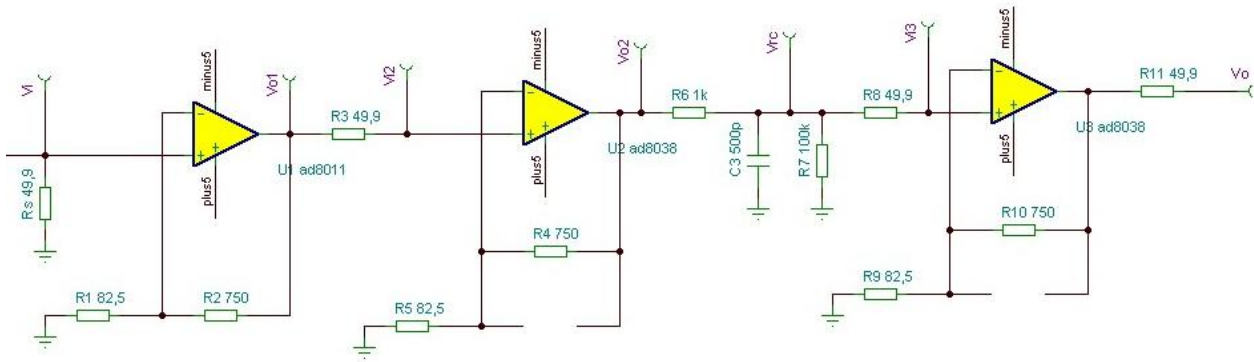 Vi
minus5
Vo1
Vi2
minus5
Vo2
Vrc
Vi3
minus5
R11 49,9
Vo
R3 49,9
R6 1k
R8 49,9
U1 ad8011
U2 ad8038
U3 ad8038
Rs 49,9
plus5
plus5
C3 500p
R7 100k
plus5
R4 750
R10 750
R1 82,5
R2 750
R5 82,5
R9 82,5